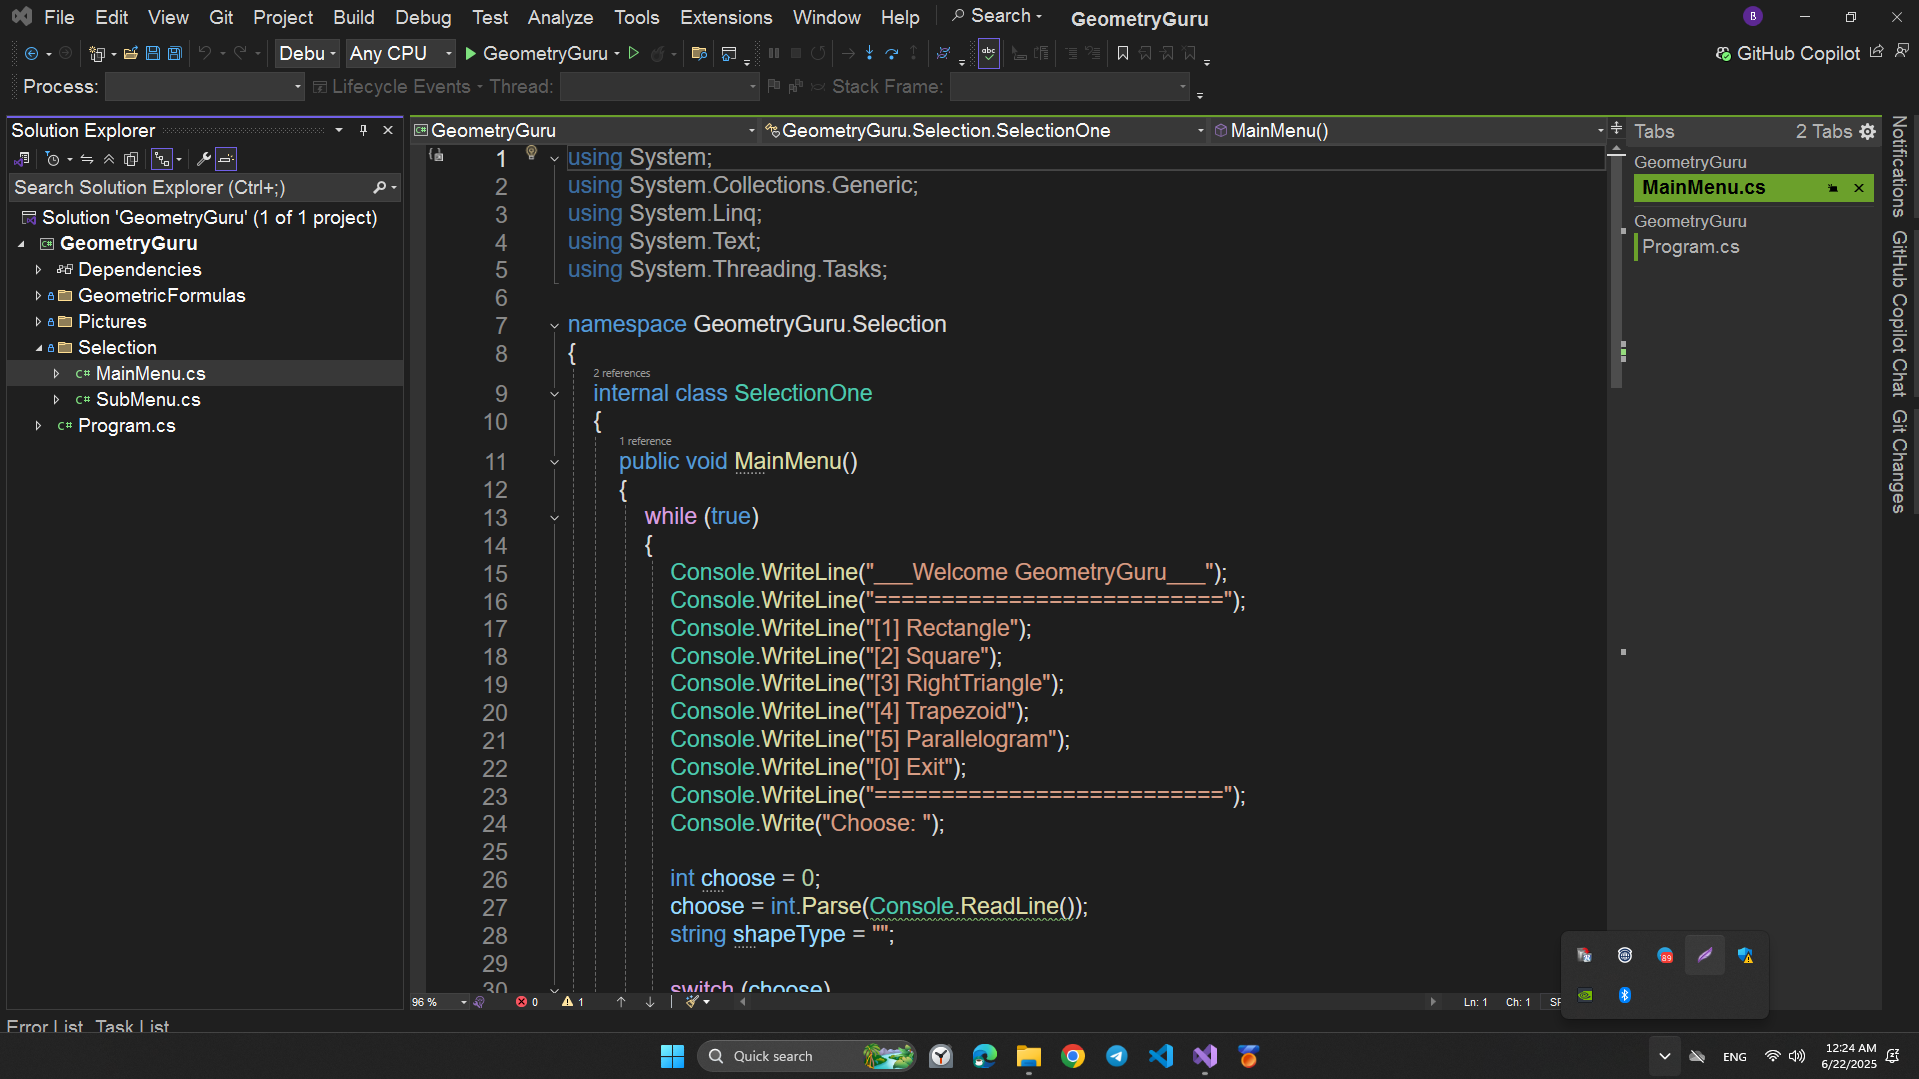 File Edit View Git Project Build Debug Test Analyze Tools Extensions Window Help Search GeometryGuru B
Debu Any CPU GeometryGuru abc GitHub Copilot
Process: Lifecycle Events Thread: Stack Frame:
Solution Explorer
Search Solution Explorer (Ctrl+;)
Solution 'GeometryGuru' (1 of 1 project)
C# GeometryGuru
Dependencies
GeometricFormulas
Pictures
Selection
C# MainMenu.cs
C# SubMenu.cs
C# Program.cs
C# GeometryGuru GeometryGuru.Selection.SelectionOne MainMenu()
1 using System;
2 using System.Collections.Generic;
3 using System.Linq;
4 using System.Text;
5 using System.Threading.Tasks;
6
7 namespace GeometryGuru.Selection
8 {
2 references
9 internal class SelectionOne
10 {
1 reference
11 public void MainMenu()
12 {
13 while (true)
14 {
15 Console.WriteLine("___Welcome GeometryGuru___");
16 Console.WriteLine("==========================");
17 Console.WriteLine("[1] Rectangle");
18 Console.WriteLine("[2] Square");
19 Console.WriteLine("[3] RightTriangle");
20 Console.WriteLine("[4] Trapezoid");
21 Console.WriteLine("[5] Parallelogram");
22 Console.WriteLine("[0] Exit");
23 Console.WriteLine("==========================");
24 Console.Write("Choose: ");
25
26 int choose = 0;
27 choose = int.Parse(Console.ReadLine());
28 string shapeType = "";
29
30 switch (choose)
96 % 0 1 Ln: 1 Ch: 1 SP
Tabs 2 Tabs
GeometryGuru
MainMenu.cs
GeometryGuru
Program.cs
Notifications
GitHub Copilot Chat
Git Changes
89
Error List Task List
Quick search
ENG
12:24 AM
6/22/2025